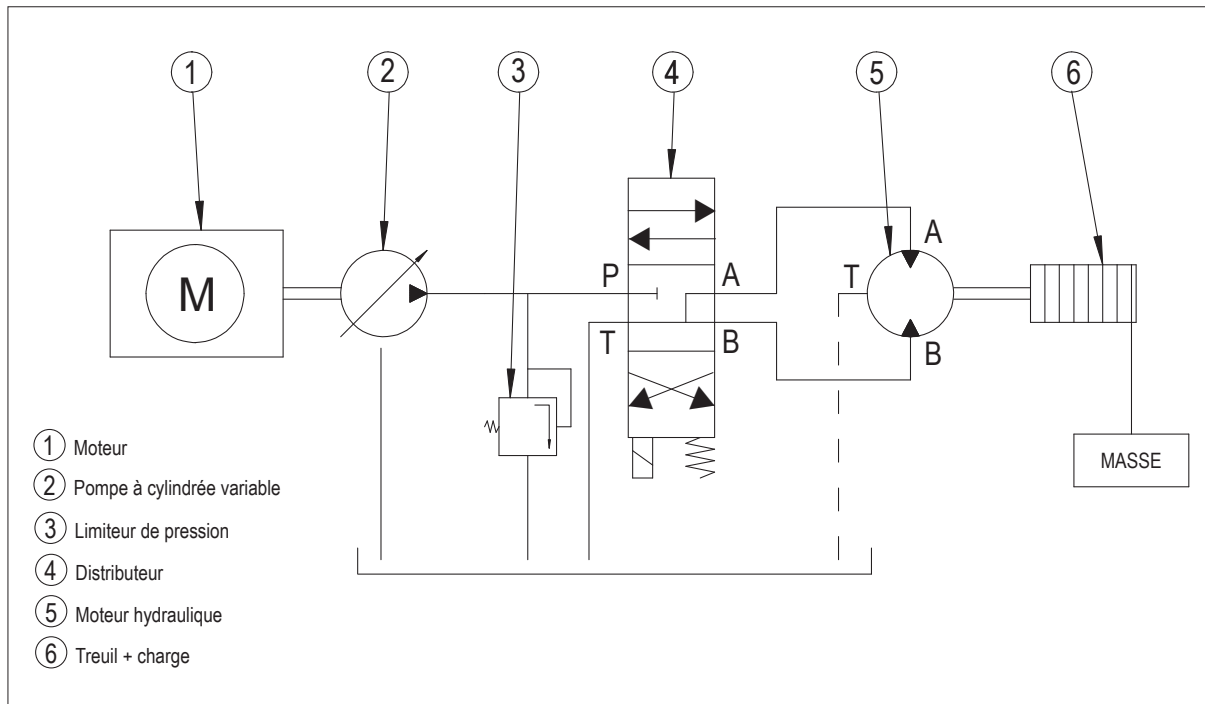 1
2
3
4
5
6
M
P
A
T
B
T
A
B
MASSE
1 Moteur
2 Pompe à cylindrée variable
3 Limiteur de pression
4 Distributeur
5 Moteur hydraulique
6 Treuil + charge